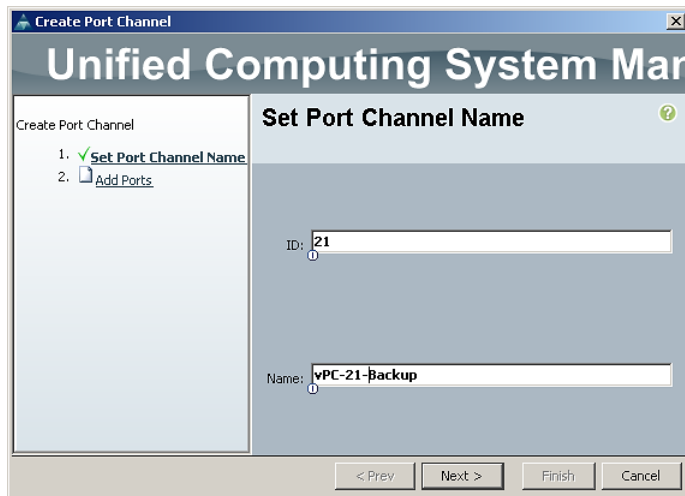 Create Port Channel
Unified Computing System Man
Create Port Channel
1. Set Port Channel Name
2. Add Ports
Set Port Channel Name
ID: 21
Name: vPC-21-Backup
< Prev
Next >
Finish
Cancel